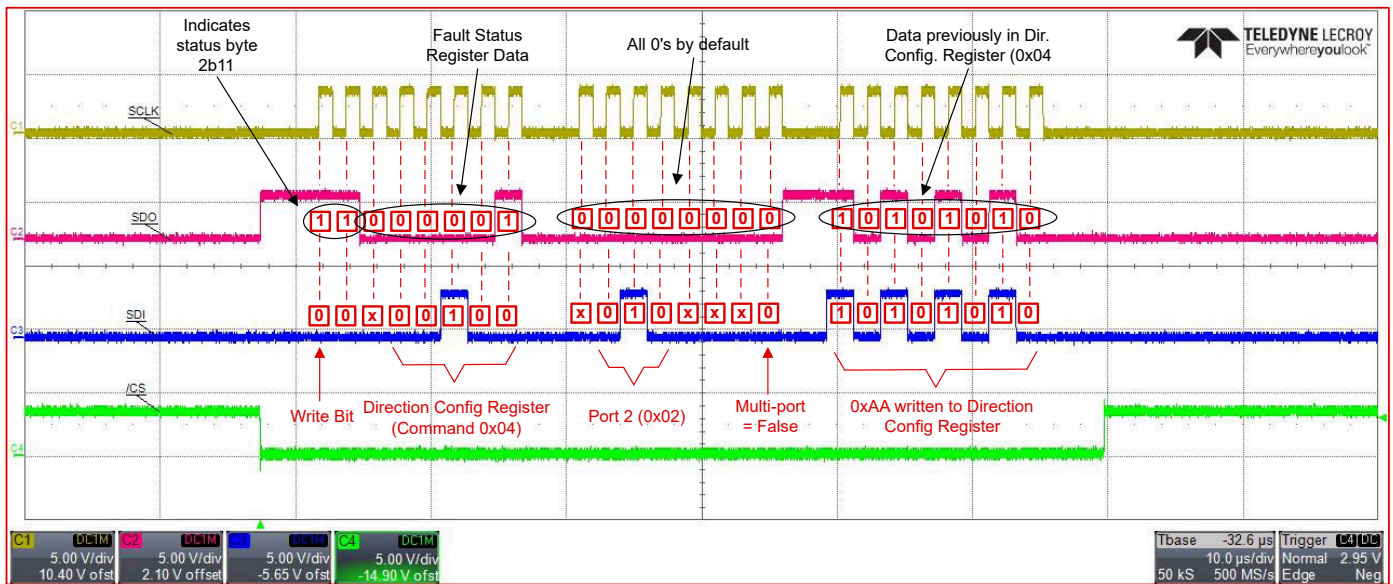 Indicates
status byte
2b11
Fault Status
Register Data
All 0's by default
Data previously in Dir.
Config. Register (0x04
TELEDYNE LECROY
Everywhereyoulook™
SCLK
C1
1 1 0 0 0 0 0 1
0 0 0 0 0 0 0 0
1 0 1 0 1 0 1 0
SDO
C2
0 0 x 0 0 1 0 0
x 0 1 0 x x x 0
1 0 1 0 1 0 1 0
SDI
C3
Write Bit
Direction Config Register
(Command 0x04)
Port 2 (0x02)
Multi-port
= False
0xAA written to Direction
Config Register
/CS
C4
C1 DC1M
5.00 V/div
10.40 V ofst
C2 DC1M
5.00 V/div
2.10 V offset
C3 DC1M
5.00 V/div
-5.65 V ofst
C4 DC1M
5.00 V/div
-14.90 V ofst
Tbase -32.6 µs
10.0 µs/div
50 kS 500 MS/s
Trigger C4 DC
Normal 2.95 V
Edge Neg